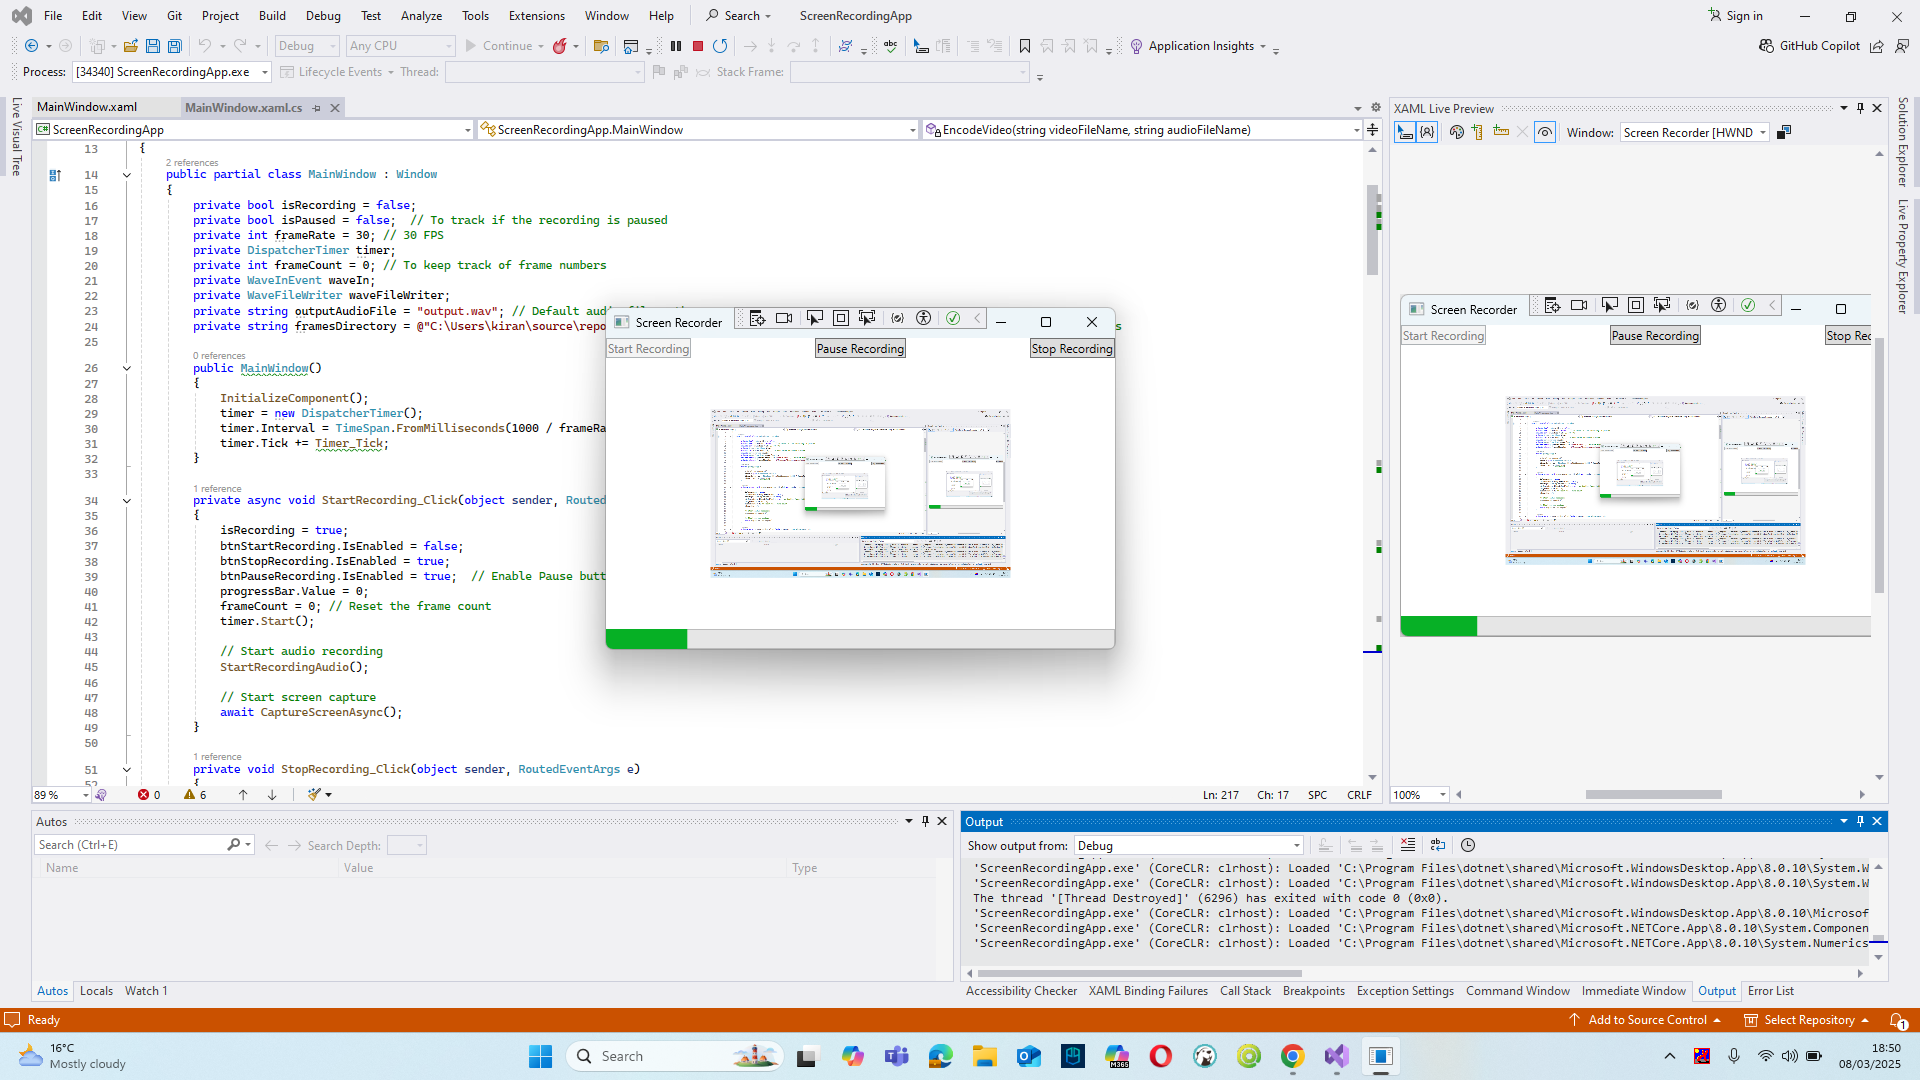 File Edit View Git Project Build Debug Test Analyze Tools Extensions Window Help Search ScreenRecordingApp Sign in
Debug Any CPU Continue Application Insights GitHub Copilot
Process: [34340] ScreenRecordingApp.exe Lifecycle Events Thread: Stack Frame:
Live Visual Tree
MainWindow.xaml MainWindow.xaml.cs
ScreenRecordingApp ScreenRecordingApp.MainWindow EncodeVideo(string videoFileName, string audioFileName)
13 {
2 references
14 public partial class MainWindow : Window
15 {
16 private bool isRecording = false;
17 private bool isPaused = false; // To track if the recording is paused
18 private int frameRate = 30; // 30 FPS
19 private DispatcherTimer timer;
20 private int frameCount = 0; // To keep track of frame numbers
21 private WaveInEvent waveIn;
22 private WaveFileWriter waveFileWriter;
23 private string outputAudioFile = "output.wav"; // Default aud
24 private string framesDirectory = @"C:\Users\kiran\source\repo
25
0 references
26 public MainWindow()
27 {
28 InitializeComponent();
29 timer = new DispatcherTimer();
30 timer.Interval = TimeSpan.FromMilliseconds(1000 / frameRa
31 timer.Tick += Timer_Tick;
32 }
33
1 reference
34 private async void StartRecording_Click(object sender, Routed
35 {
36 isRecording = true;
37 btnStartRecording.IsEnabled = false;
38 btnStopRecording.IsEnabled = true;
39 btnPauseRecording.IsEnabled = true; // Enable Pause butt
40 progressBar.Value = 0;
41 frameCount = 0; // Reset the frame count
42 timer.Start();
43
44 // Start audio recording
45 StartRecordingAudio();
46
47 // Start screen capture
48 await CaptureScreenAsync();
49 }
50
1 reference
51 private void StopRecording_Click(object sender, RoutedEventArgs e)
52 {
89 % 0 6 Ln: 217 Ch: 17 SPC CRLF
Screen Recorder
Start Recording Pause Recording Stop Recording
XAML Live Preview
Window: Screen Recorder [HWND
Screen Recorder
Start Recording Pause Recording Stop Rec
100%
Solution Explorer
Live Property Explorer
Autos
Search (Ctrl+E) Search Depth:
Name Value Type
Autos Locals Watch 1
Output
Show output from: Debug
'ScreenRecordingApp.exe' (CoreCLR: clrhost): Loaded 'C:\Program Files\dotnet\shared\Microsoft.WindowsDesktop.App\8.0.10\System.W
'ScreenRecordingApp.exe' (CoreCLR: clrhost): Loaded 'C:\Program Files\dotnet\shared\Microsoft.WindowsDesktop.App\8.0.10\System.W
The thread '[Thread Destroyed]' (6296) has exited with code 0 (0x0).
'ScreenRecordingApp.exe' (CoreCLR: clrhost): Loaded 'C:\Program Files\dotnet\shared\Microsoft.WindowsDesktop.App\8.0.10\Microsof
'ScreenRecordingApp.exe' (CoreCLR: clrhost): Loaded 'C:\Program Files\dotnet\shared\Microsoft.NETCore.App\8.0.10\System.Componen
'ScreenRecordingApp.exe' (CoreCLR: clrhost): Loaded 'C:\Program Files\dotnet\shared\Microsoft.NETCore.App\8.0.10\System.Numerics
Accessibility Checker XAML Binding Failures Call Stack Breakpoints Exception Settings Command Window Immediate Window Output Error List
Ready Add to Source Control Select Repository 1
16°C
Mostly cloudy
Search
M365
18:50
08/03/2025